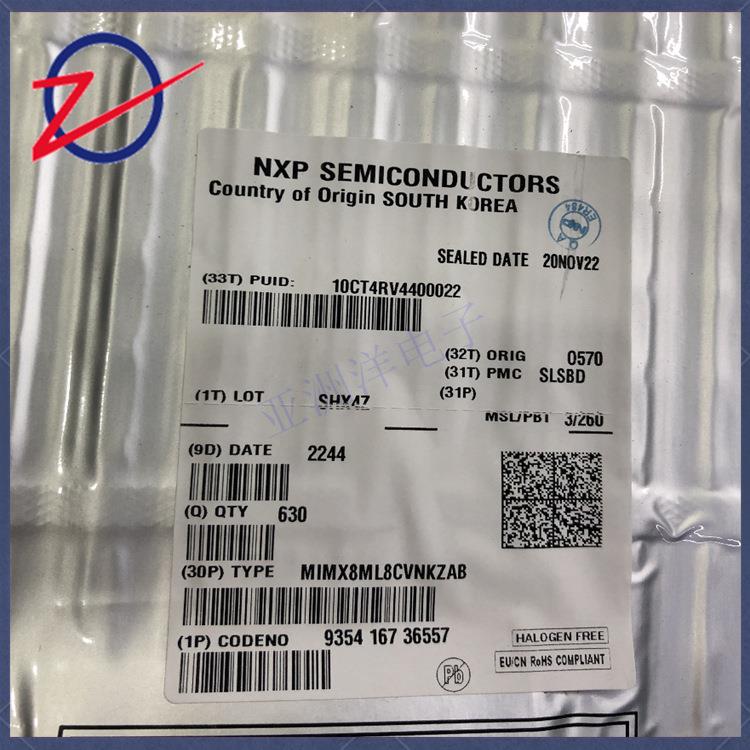 NXP SEMICONDUCTORS
Country of Origin SOUTH KOREA
SEALED DATE 20NOV22
(33T) PUID: 10CT4RV4400022
(32T) ORIG 0570
(31T) PMC SLSBD
(31P)
(1T) LOT SHX4Z
MSL/PBT 3/260
(9D) DATE 2244
(Q) QTY 630
(30P) TYPE MIMX8ML8CVNKZAB
(1P) CODENO 9354 167 36557
HALOGEN FREE
EU/CN RoHS COMPLIANT
Pb
亚洲洋电子